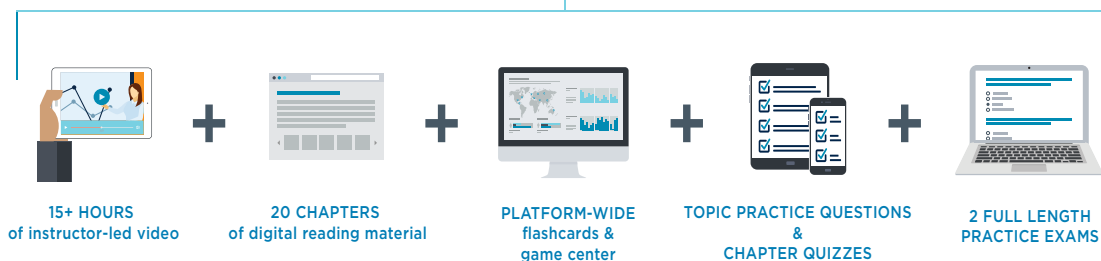 15+ HOURS
of instructor-led video
20 CHAPTERS
of digital reading material
PLATFORM-WIDE
flashcards &
game center
TOPIC PRACTICE QUESTIONS
&
CHAPTER QUIZZES
2 FULL LENGTH
PRACTICE EXAMS